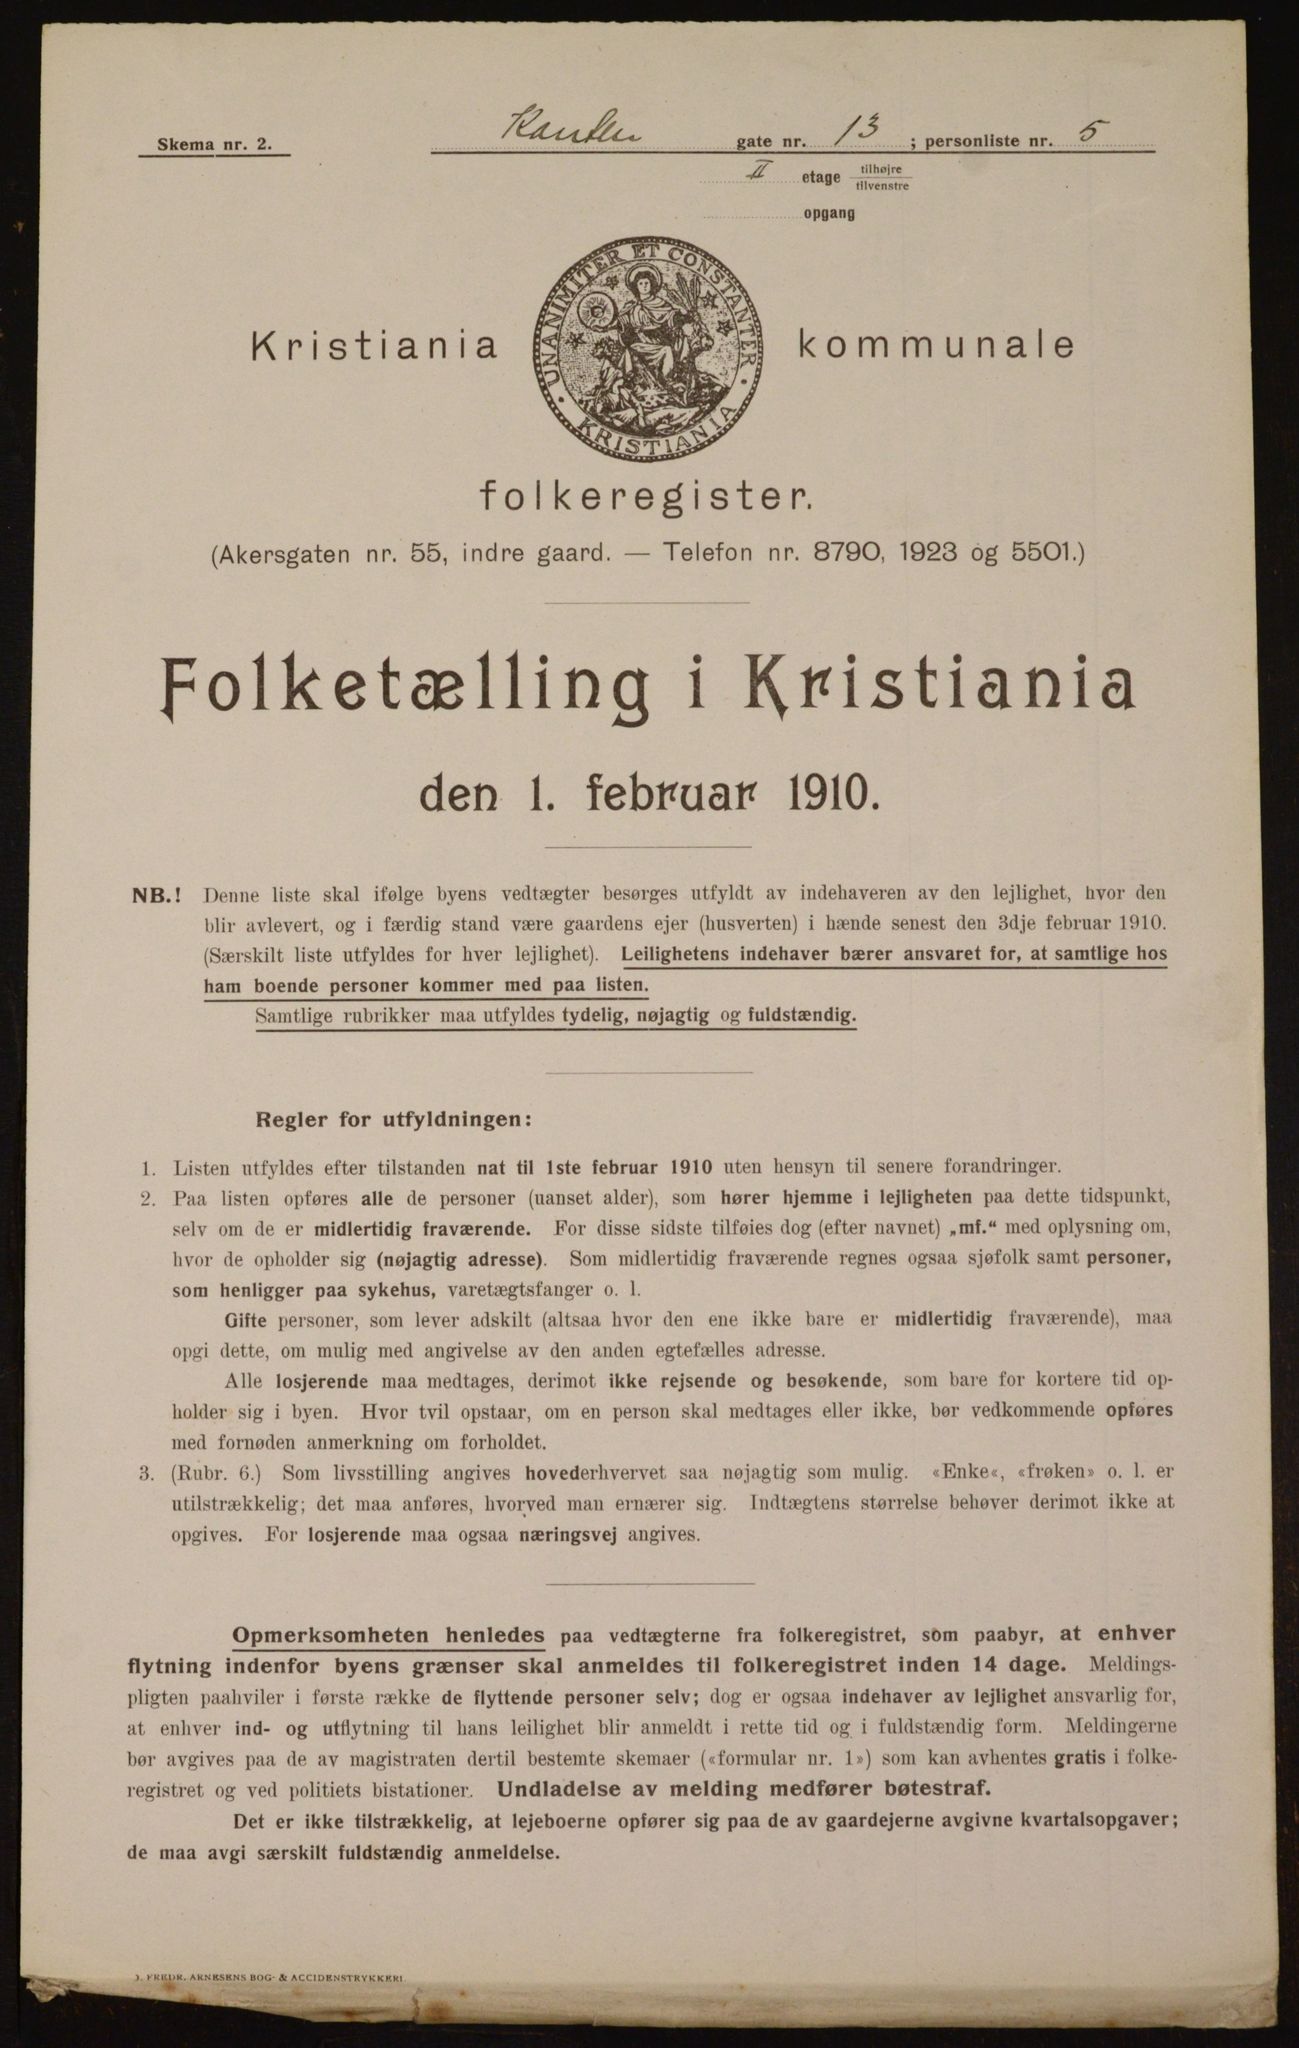 Skema nr. 2.
Kanten gate nr. 13 ; personliste nr. 5
II etage tilhøjre
tilvenstre
opgang
UNANIMITER ET CONSTANTER
KRISTIANIA
Kristiania kommunale
folkeregister.
(Akersgaten nr. 55, indre gaard. — Telefon nr. 8790, 1923 og 5501.)
Folketælling i Kristiania
den 1. februar 1910.
NB.! Denne liste skal ifølge byens vedtægter besørges utfyldt av indehaveren av den lejlighet, hvor den
blir avlevert, og i færdig stand være gaardens ejer (husverten) i hænde senest den 3dje februar 1910.
(Særskilt liste utfyldes for hver lejlighet). Leilighetens indehaver bærer ansvaret for, at samtlige hos
ham boende personer kommer med paa listen.
Samtlige rubrikker maa utfyldes tydelig, nøjagtig og fuldstændig.
Regler for utfyldningen:
1. Listen utfyldes efter tilstanden nat til 1ste februar 1910 uten hensyn til senere forandringer.
2. Paa listen opføres alle de personer (uanset alder), som hører hjemme i lejligheten paa dette tidspunkt,
selv om de er midlertidig fraværende. For disse sidste tilføies dog (efter navnet) „mf.“ med oplysning om,
hvor de opholder sig (nøjagtig adresse). Som midlertidig fraværende regnes ogsaa sjøfolk samt personer,
som henligger paa sykehus, varetægtsfanger o. l.
Gifte personer, som lever adskilt (altsaa hvor den ene ikke bare er midlertidig fraværende), maa
opgi dette, om mulig med angivelse av den anden egtefælles adresse.
Alle losjerende maa medtages, derimot ikke rejsende og besøkende, som bare for kortere tid op-
holder sig i byen. Hvor tvil opstaar, om en person skal medtages eller ikke, bør vedkommende opføres
med fornøden anmerkning om forholdet.
3. (Rubr. 6.) Som livsstilling angives hovederhvervet saa nøjagtig som mulig. «Enke«, «frøken» o. l. er
utilstrækkelig; det maa anføres, hvorved man ernærer sig. Indtægtens størrelse behøver derimot ikke at
opgives. For losjerende maa ogsaa næringsvej angives.
Opmerksomheten henledes paa vedtægterne fra folkeregistret, som paabyr, at enhver
flytning indenfor byens grænser skal anmeldes til folkeregistret inden 14 dage. Meldings-
pligten paahviler i første række de flyttende personer selv; dog er ogsaa indehaver av lejlighet ansvarlig for,
at enhver ind- og utflytning til hans leilighet blir anmeldt i rette tid og i fuldstændig form. Meldingerne
bør avgives paa de av magistraten dertil bestemte skemaer («formular nr. 1») som kan avhentes gratis i folke-
registret og ved politiets bistationer. Undladelse av melding medfører bøtestraf.
Det er ikke tilstrækkelig, at lejeboerne opfører sig paa de av gaardejerne avgivne kvartalsopgaver;
de maa avgi særskilt fuldstændig anmeldelse.
J. FREDR. ARNESENS BOG- & ACCIDENSTRYKKERI.